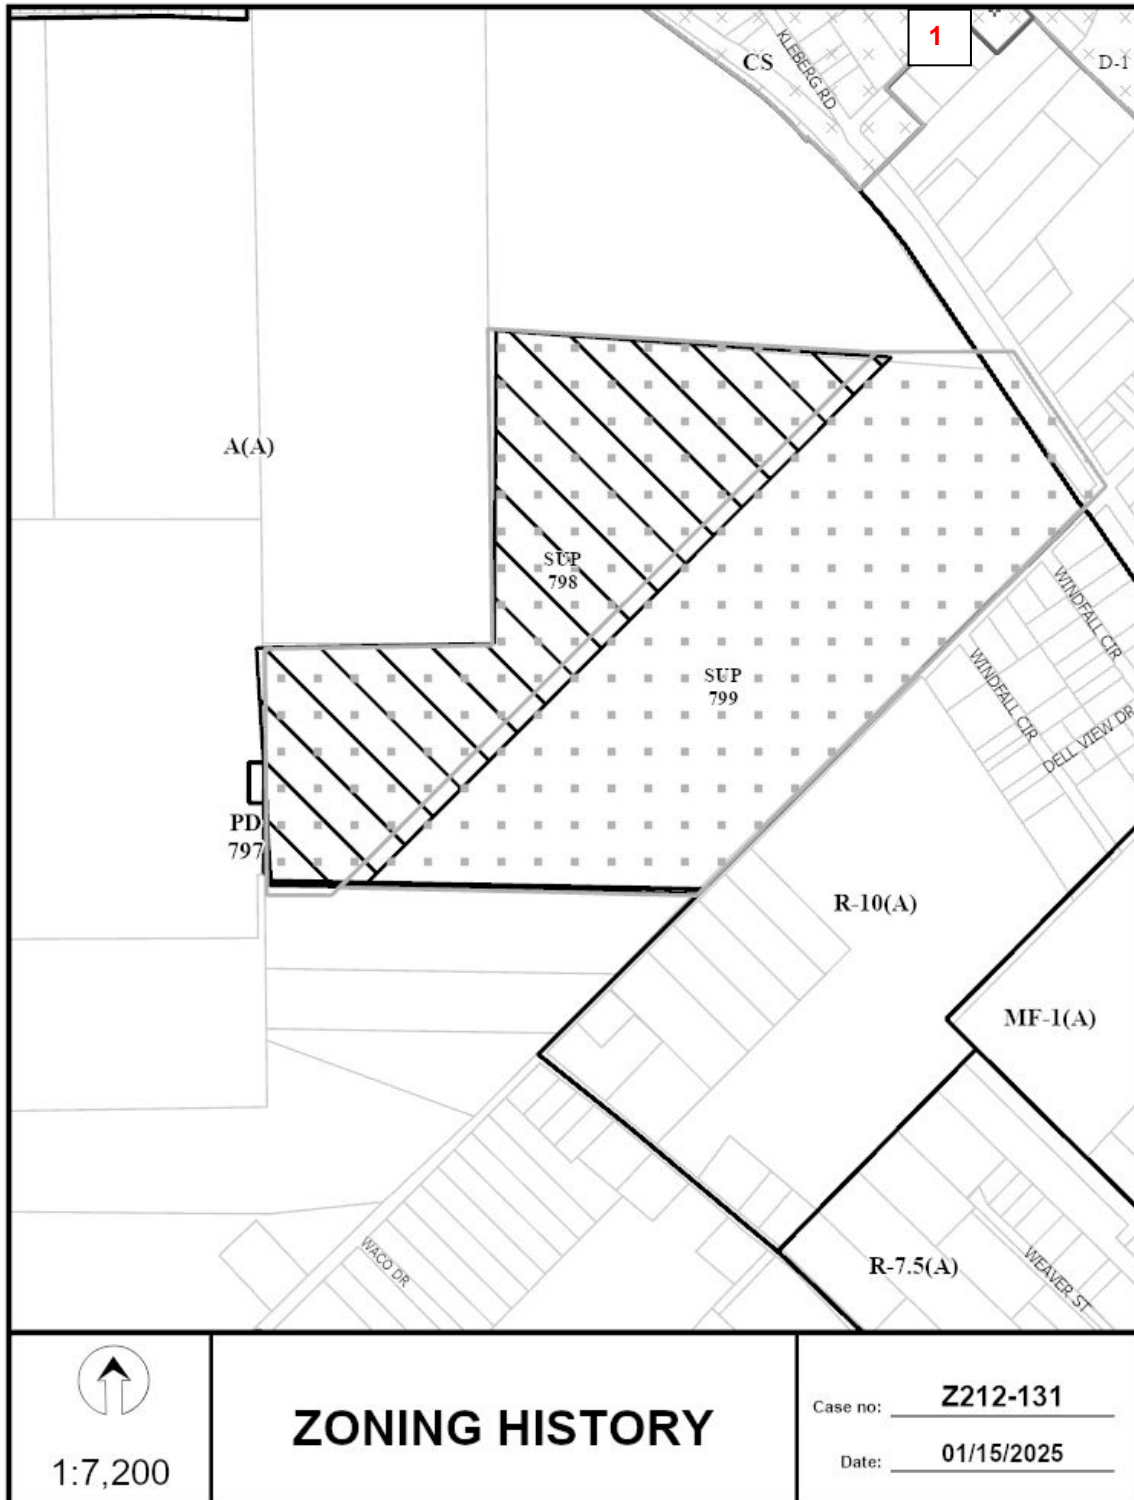 1
CS
KLEBERG RD
D-1
A(A)
SUP
798
SUP
799
WINDFALL CIR
WINDFALL CIR
DELL VIEW DR
PD
797
R-10(A)
MF-1(A)
WACO DR
R-7.5(A)
WEAVER ST
1:7,200
ZONING HISTORY
Case no: Z212-131
Date: 01/15/2025